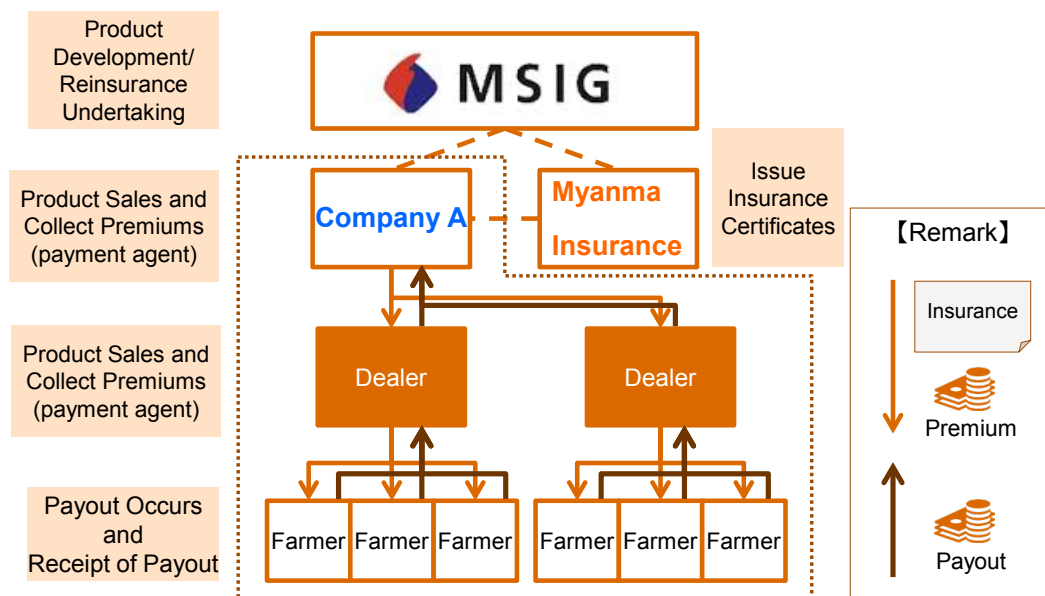 Product
Development/
Reinsurance
Undertaking
MSIG
Product Sales and
Collect Premiums
(payment agent)
Company A
Myanma
Insurance
Issue
Insurance
Certificates
【Remark】
Insurance
Premium
Payout
Product Sales and
Collect Premiums
(payment agent)
Dealer
Dealer
Payout Occurs
and
Receipt of Payout
Farmer
Farmer
Farmer
Farmer
Farmer
Farmer